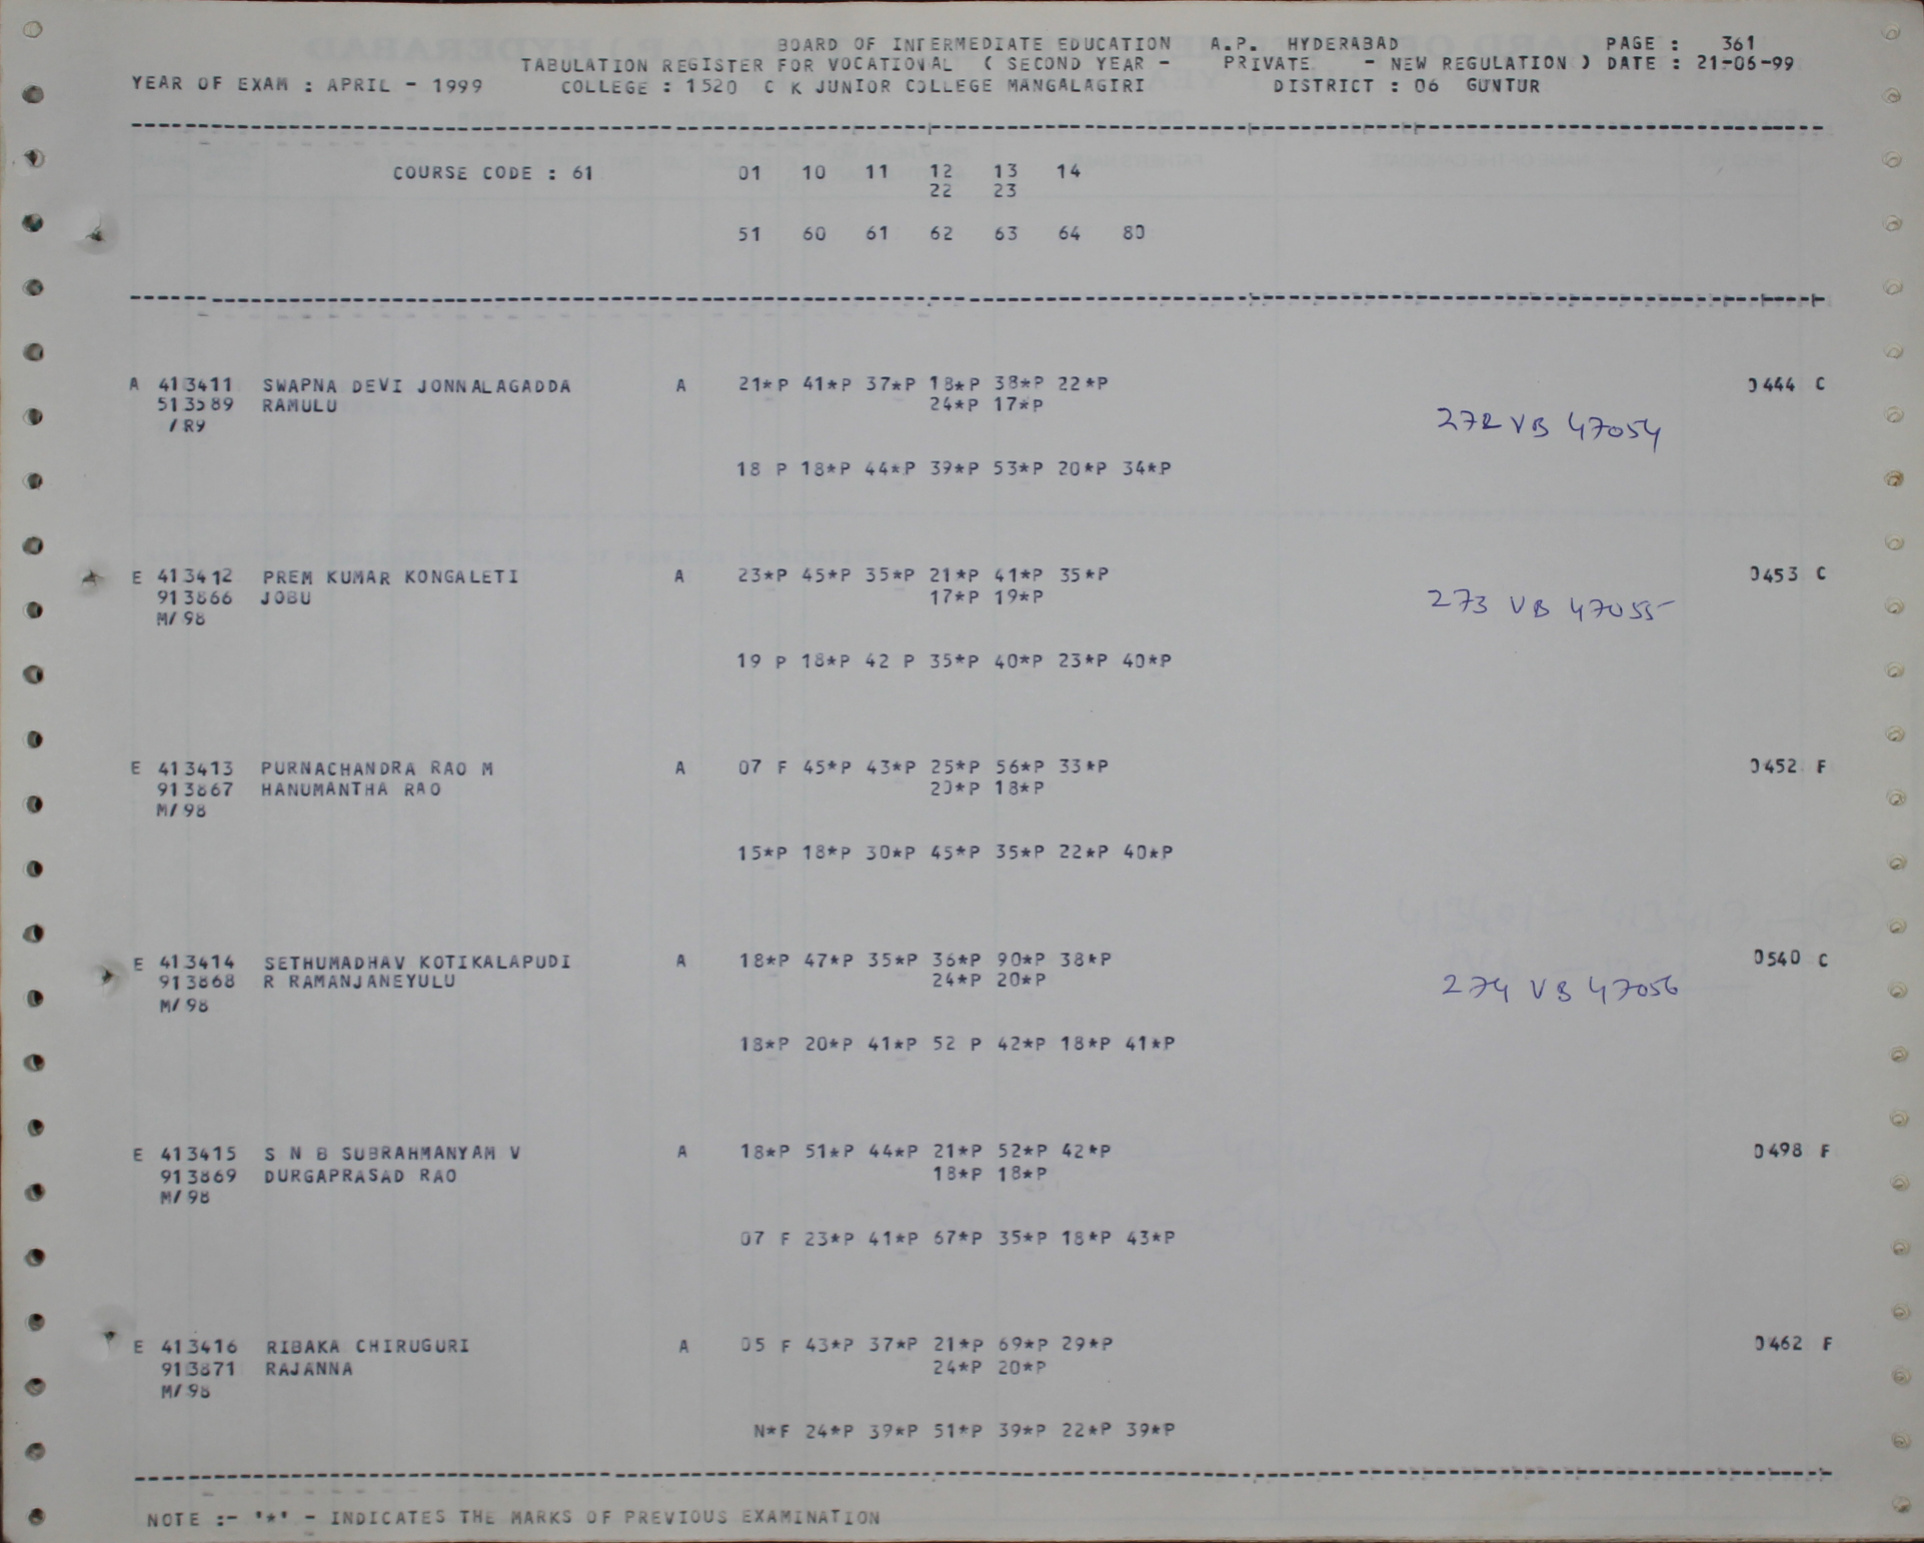 BOARD OF INTERMEDIATE EDUCATION A.P. HYDERABAD PAGE : 361
TABULATION REGISTER FOR VOCATIONAL ( SECOND YEAR - PRIVATE - NEW REGULATION ) DATE : 21-06-99
YEAR OF EXAM : APRIL - 1999 COLLEGE : 1520 C K JUNIOR COLLEGE MANGALAGIRI DISTRICT : 06 GUNTUR
COURSE CODE : 61 01 10 11 12 13 14
22 23
51 60 61 62 63 64 80
A 413411 SWAPNA DEVI JONNALAGADDA A 21*P 41*P 37*P 18*P 38*P 22*P 0444 C
513589 RAMULU 24*P 17*P
/R9 272 VB 47054
18 P 18*P 44*P 39*P 53*P 20*P 34*P
E 413412 PREM KUMAR KONGALETI A 23*P 45*P 35*P 21*P 41*P 35*P 0453 C
913866 JOBU 17*P 19*P 273 VB 47055
M/98
19 P 18*P 42 P 35*P 40*P 23*P 40*P
E 413413 PURNACHANDRA RAO M A 07 F 45*P 43*P 25*P 56*P 33*P 0452 F
913867 HANUMANTHA RAO 20*P 18*P
M/98
15*P 18*P 30*P 45*P 35*P 22*P 40*P
E 413414 SETHUMADHAV KOTIKALAPUDI A 18*P 47*P 35*P 36*P 90*P 38*P 0540 C
913868 R RAMANJANEYULU 24*P 20*P 274 VB 47056
M/98
18*P 20*P 41*P 52 P 42*P 18*P 41*P
E 413415 S N B SUBRAHMANYAM V A 18*P 51*P 44*P 21*P 52*P 42*P 0498 F
913869 DURGAPRASAD RAO 18*P 18*P
M/98
07 F 23*P 41*P 67*P 35*P 18*P 43*P
E 413416 RIBAKA CHIRUGURI A 05 F 43*P 37*P 21*P 69*P 29*P 0462 F
913871 RAJANNA 24*P 20*P
M/98
N*F 24*P 39*P 51*P 39*P 22*P 39*P
NOTE :- '*' - INDICATES THE MARKS OF PREVIOUS EXAMINATION